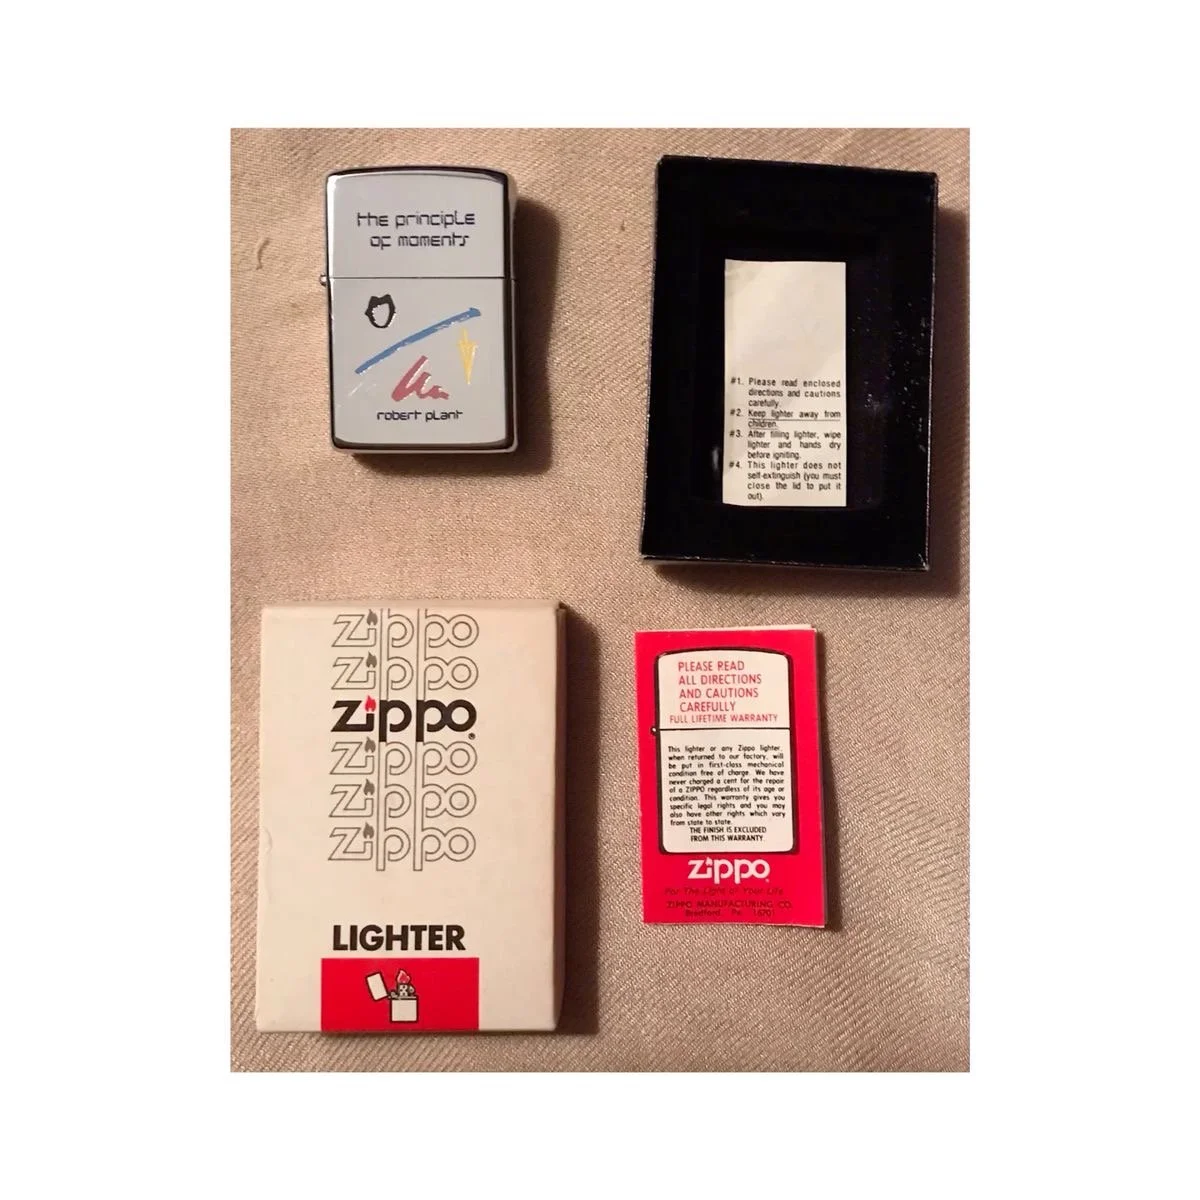 the principle
of moments
robert plant
#1. Please read enclosed
directions and cautions
carefully.
#2. Keep lighter away from
children.
#3. After filling lighter, wipe
lighter and hands dry
before igniting.
#4. This lighter does not
self-extinguish (you must
close the lid to put it
out).
zippo
zippo
zippo®
zippo
zippo
zippo
LIGHTER
PLEASE READ
ALL DIRECTIONS
AND CAUTIONS
CAREFULLY
FULL LIFETIME WARRANTY
This lighter or any Zippo lighter,
when returned to our factory, will
be put in first-class mechanical
condition free of charge. We have
never charged a cent for the repair
of a ZIPPO regardless of its age or
condition. This warranty gives you
specific legal rights and you may
also have other rights which vary
from state to state.
THE FINISH IS EXCLUDED
FROM THIS WARRANTY.
zippo
For The Light of Your Life.
ZIPPO MANUFACTURING CO.
Bradford, Pa. 16701